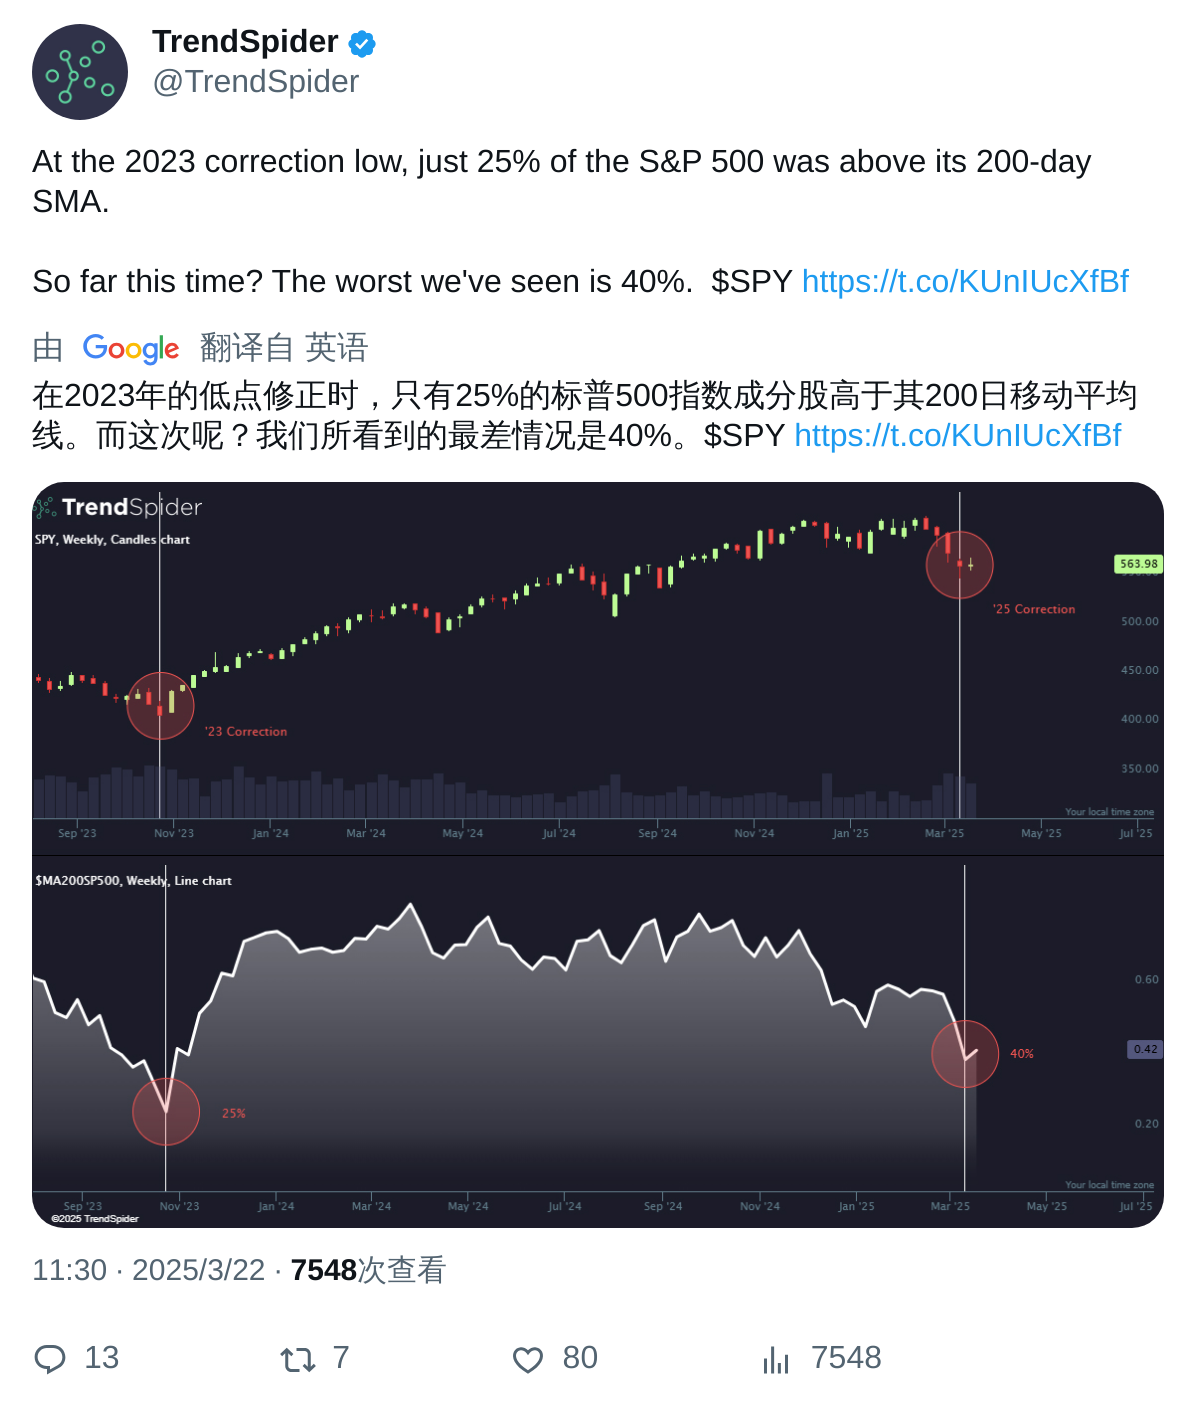 TrendSpider
@TrendSpider
At the 2023 correction low, just 25% of the S&P 500 was above its 200-day
SMA.
So far this time? The worst we've seen is 40%.  $SPY https://t.co/KUnIUcXfBf
由 Google 翻译自 英语
在2023年的低点修正时，只有25%的标普500指数成分股高于其200日移动平均
线。而这次呢？我们所看到的最差情况是40%。$SPY https://t.co/KUnIUcXfBf
TrendSpider
SPY, Weekly, Candles chart
563.98
'25 Correction
500.00
450.00
400.00
'23 Correction
350.00
Your local time zone
Sep '23 Nov '23 Jan '24 Mar '24 May '24 Jul '24 Sep '24 Nov '24 Jan '25 Mar '25 May '25 Jul '25
$MA200SP500, Weekly, Line chart
0.60
0.42
40%
25%
0.20
Your local time zone
Sep '23 Nov '23 Jan '24 Mar '24 May '24 Jul '24 Sep '24 Nov '24 Jan '25 Mar '25 May '25 Jul '25
©2025 TrendSpider
11:30 · 2025/3/22 · 7548次查看
13 7 80 7548